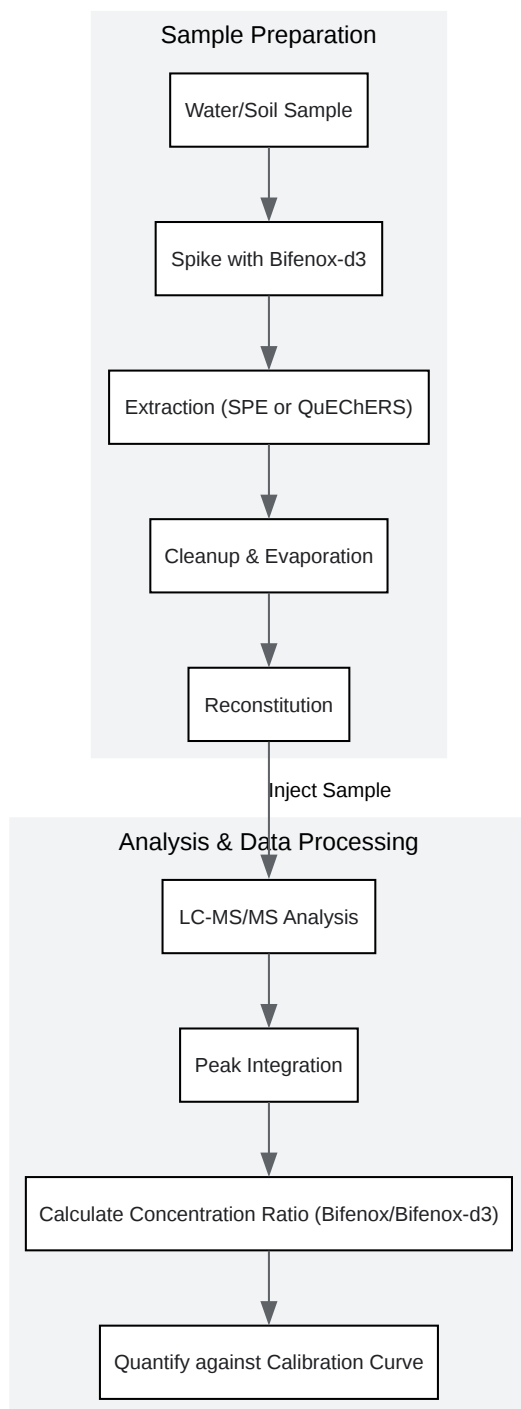 Sample Preparation
Water/Soil Sample
Spike with Bifenox-d3
Extraction (SPE or QuEChERS)
Cleanup & Evaporation
Reconstitution
Inject Sample
Analysis & Data Processing
LC-MS/MS Analysis
Peak Integration
Calculate Concentration Ratio (Bifenox/Bifenox-d3)
Quantify against Calibration Curve